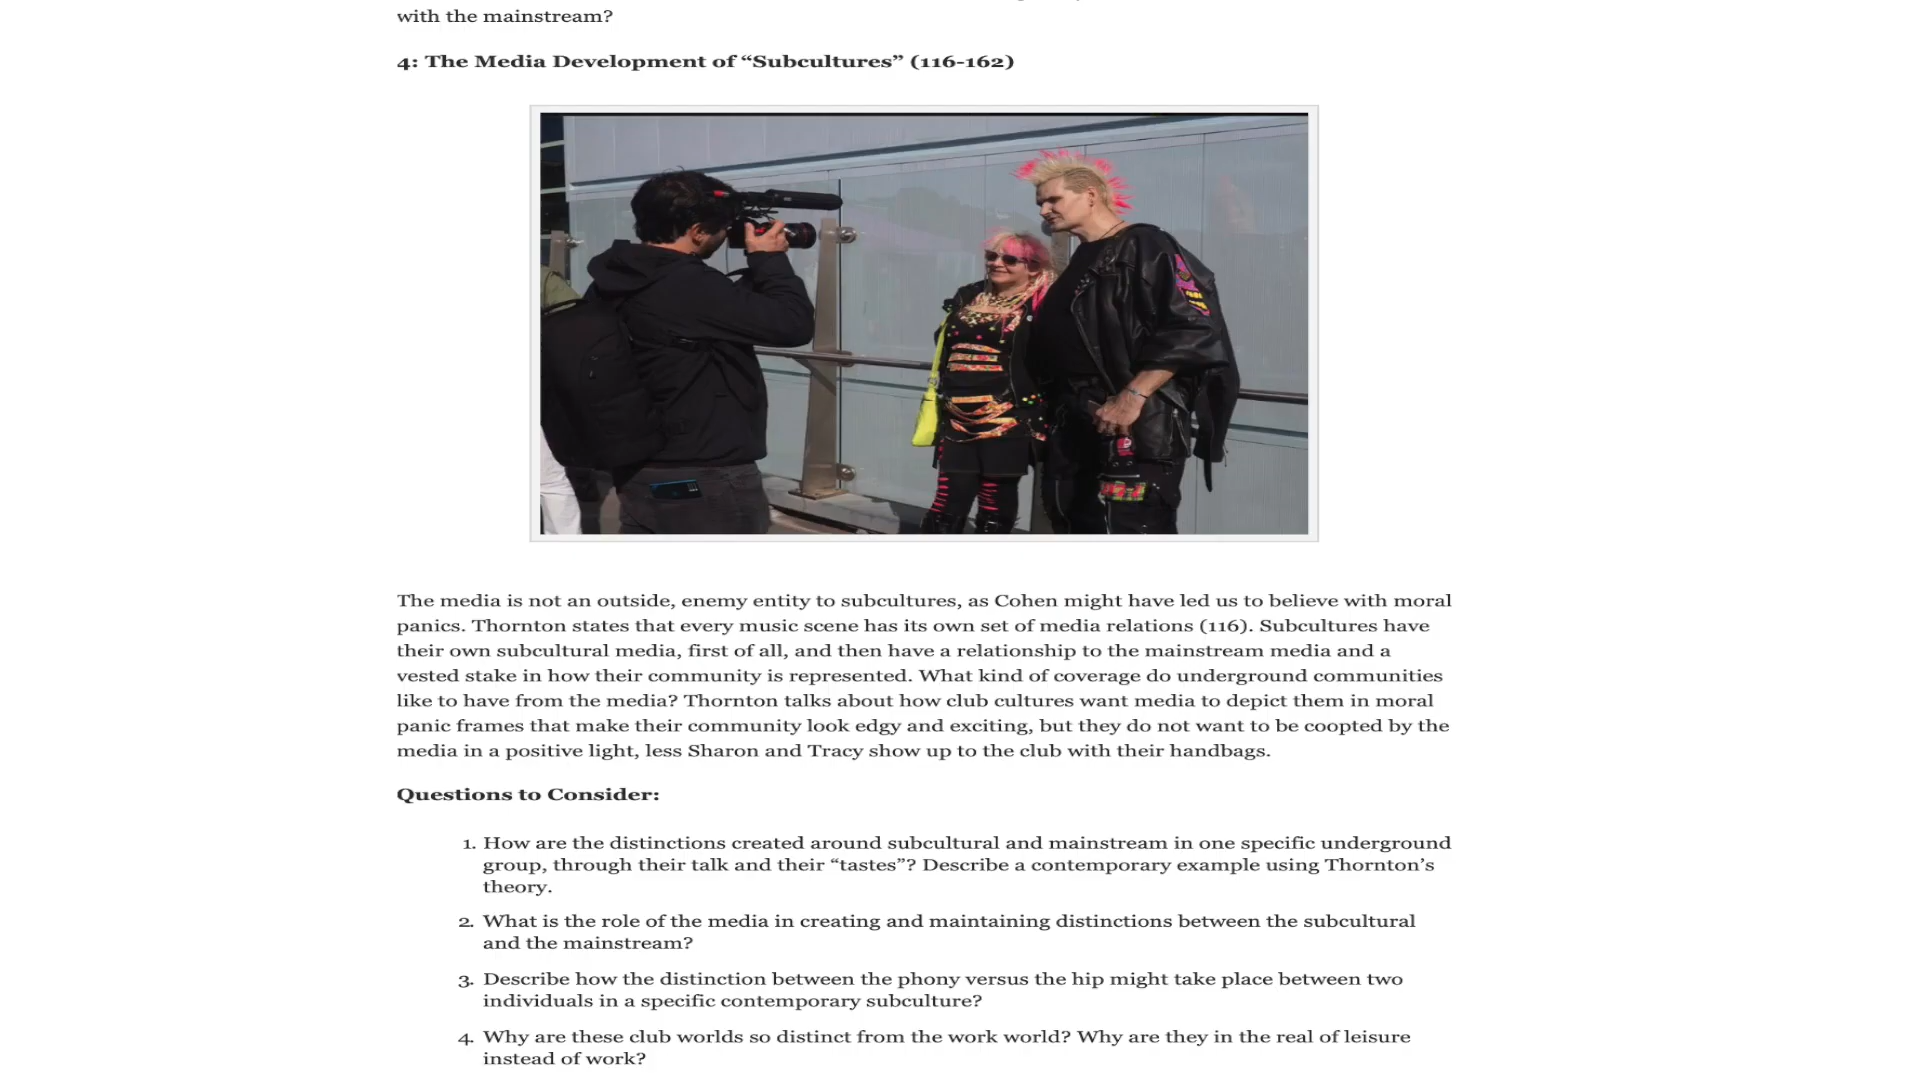 with the mainstream?
4: The Media Development of “Subcultures” (116-162)
The media is not an outside, enemy entity to subcultures, as Cohen might have led us to believe with moral
panics. Thornton states that every music scene has its own set of media relations (116). Subcultures have
their own subcultural media, first of all, and then have a relationship to the mainstream media and a
vested stake in how their community is represented. What kind of coverage do underground communities
like to have from the media? Thornton talks about how club cultures want media to depict them in moral
panic frames that make their community look edgy and exciting, but they do not want to be coopted by the
media in a positive light, less Sharon and Tracy show up to the club with their handbags.
Questions to Consider:
1. How are the distinctions created around subcultural and mainstream in one specific underground
group, through their talk and their “tastes”? Describe a contemporary example using Thornton’s
theory.
2. What is the role of the media in creating and maintaining distinctions between the subcultural
and the mainstream?
3. Describe how the distinction between the phony versus the hip might take place between two
individuals in a specific contemporary subculture?
4. Why are these club worlds so distinct from the work world? Why are they in the real of leisure
instead of work?